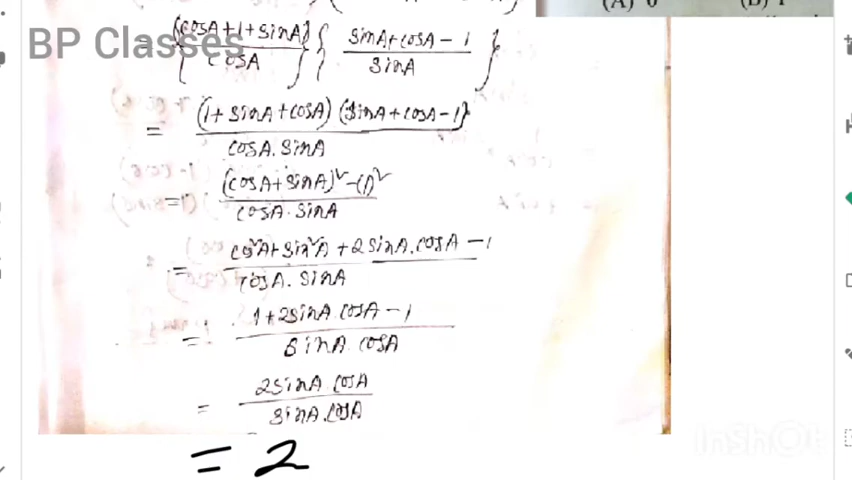 (A) 0 (B) 1
BP Classes
= {(cosA+1+sinA)/cosA} {sinA+cosA-1/sinA}
= (1+sinA+cosA)(sinA+cosA-1)/cosA.sinA
= (cosA+sinA)²-(1)²/cosA.sinA
= cos²A+sin²A+2sinA.cosA-1/cosA.sinA
= 1+2sinA.cosA-1/sinA.cosA
= 2sinA.cosA/sinA.cosA
= 2
InShOt